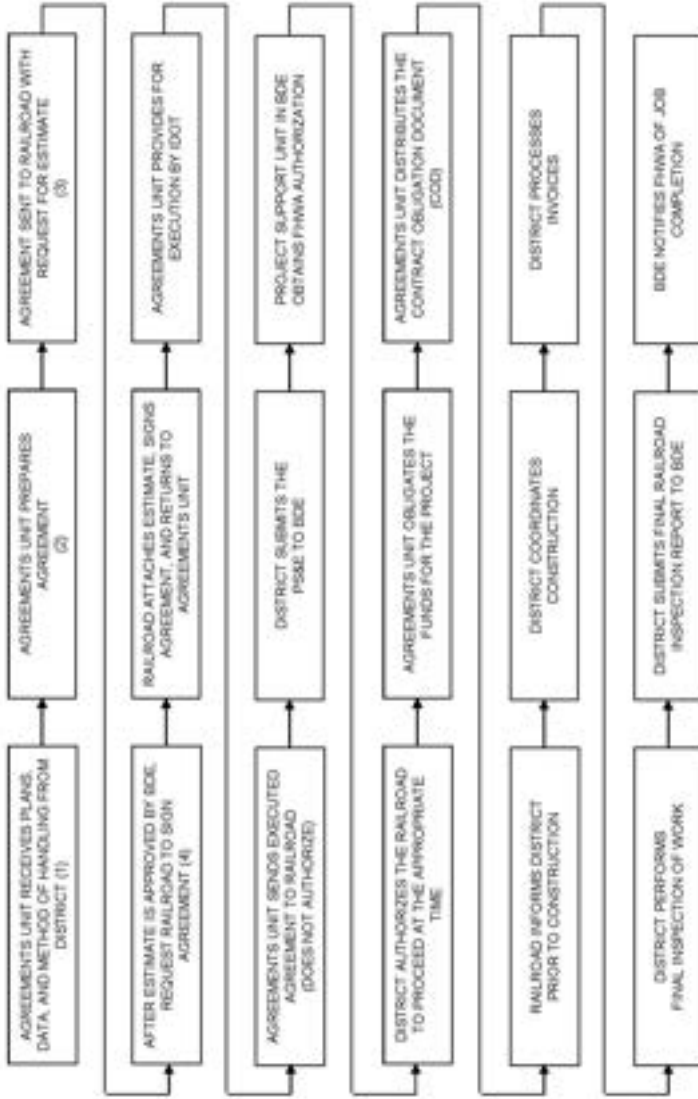 AGREEMENTS UNIT RECEIVES PLANS,
DATA, AND METHOD OF HANDLING FROM
DISTRICT (1)
AGREEMENTS UNIT PREPARES
AGREEMENT
(2)
AGREEMENT SENT TO RAILROAD WITH
REQUEST FOR ESTIMATE
(3)
AFTER ESTIMATE IS APPROVED BY BDE,
REQUEST RAILROAD TO SIGN
AGREEMENT (4)
RAILROAD ATTACHES ESTIMATE, SIGNS
AGREEMENT, AND RETURNS TO
AGREEMENTS UNIT
AGREEMENTS UNIT PROVIDES FOR
EXECUTION BY IDOT
AGREEMENTS UNIT SENDS EXECUTED
AGREEMENT TO RAILROAD
(DOES NOT AUTHORIZE)
DISTRICT SUBMITS THE
PS&E TO BDE
PROJECT SUPPORT UNIT IN BDE
OBTAINS FHWA AUTHORIZATION
DISTRICT AUTHORIZES THE RAILROAD
TO PROCEED AT THE APPROPRIATE
TIME
AGREEMENTS UNIT OBLIGATES THE
FUNDS FOR THE PROJECT
AGREEMENTS UNIT DISTRIBUTES THE
CONTRACT OBLIGATION DOCUMENT
(COD)
RAILROAD INFORMS DISTRICT
PRIOR TO CONSTRUCTION
DISTRICT COORDINATES
CONSTRUCTION
DISTRICT PROCESSES
INVOICES
DISTRICT PERFORMS
FINAL INSPECTION OF WORK
DISTRICT SUBMITS FINAL RAILROAD
INSPECTION REPORT TO BDE
BDE NOTIFIES FHWA OF JOB
COMPLETION